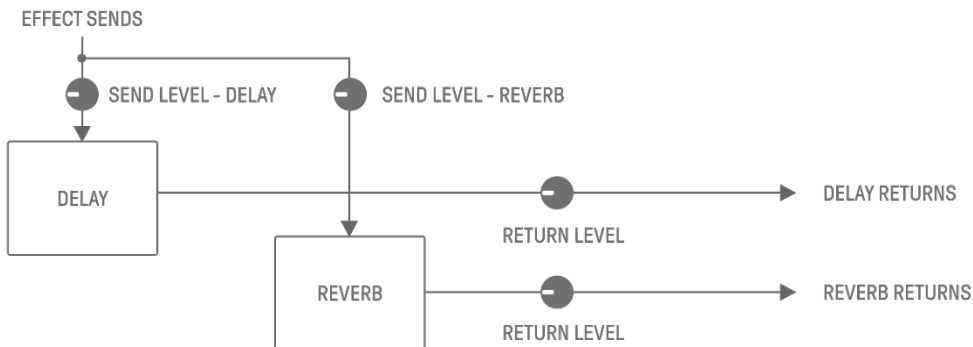 EFFECT SENDS
SEND LEVEL - DELAY
SEND LEVEL - REVERB
DELAY
DELAY RETURNS
RETURN LEVEL
REVERB
REVERB RETURNS
RETURN LEVEL